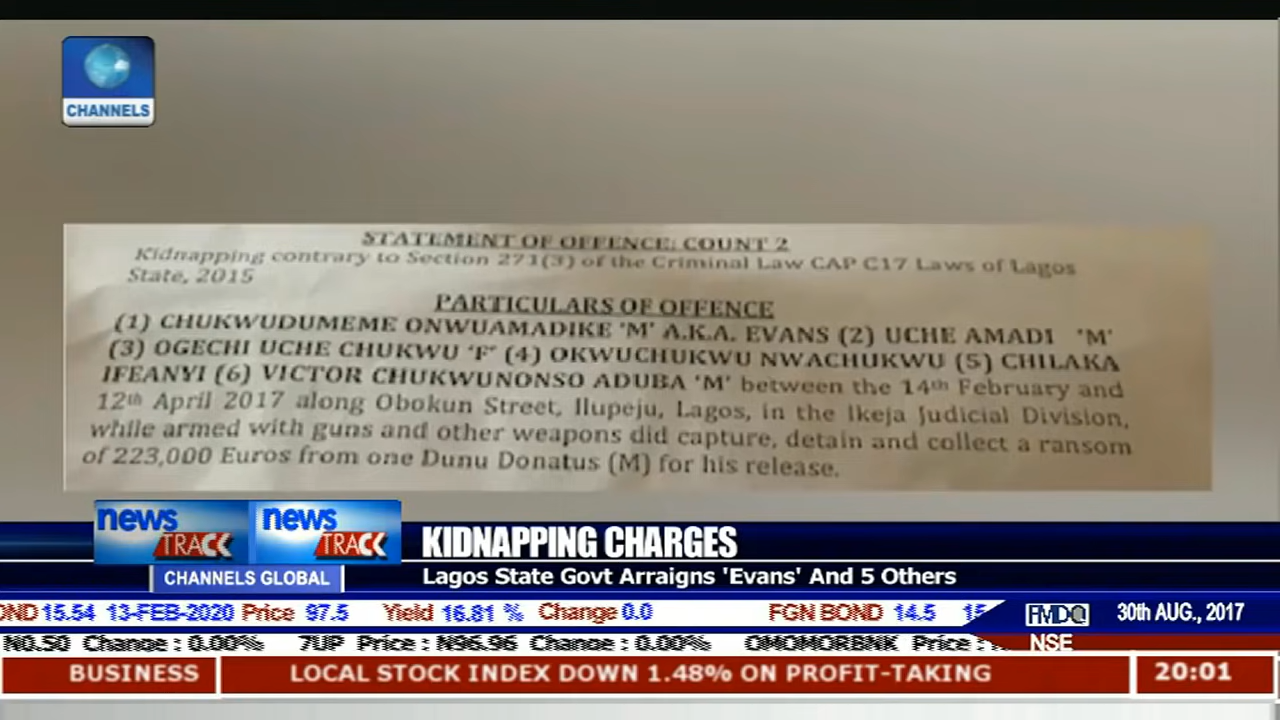 CHANNELS
STATEMENT OF OFFENCE: COUNT 2
Kidnapping contrary to Section 271(3) of the Criminal Law CAP C17 Laws of Lagos
State, 2015
PARTICULARS OF OFFENCE
(1) CHUKWUDUMEME ONWUAMADIKE 'M' A.K.A. EVANS (2) UCHE AMADI 'M'
(3) OGECHI UCHE CHUKWU 'F' (4) OKWUCHUKWU NWACHUKWU (5) CHILAKA
IFEANYI (6) VICTOR CHUKWUNONSO ADUBA 'M' between the 14th February and
12th April 2017 along Obokun Street, Ilupeju, Lagos, in the Ikeja Judicial Division,
while armed with guns and other weapons did capture, detain and collect a ransom
of 223,000 Euros from one Dunu Donatus (M) for his release.
news TRACK news TRACK
CHANNELS GLOBAL
KIDNAPPING CHARGES
Lagos State Govt Arraigns 'Evans' And 5 Others
OND 15.54 13-FEB-2020 Price 97.5 Yield 16.81 % Change 0.0 FGN BOND 14.5 15 FMDQ 30th AUG., 2017
N0.50 Change : 0.00% 7UP Price : N96.96 Change : 0.00% OMOMORBNK Price : NSE
BUSINESS LOCAL STOCK INDEX DOWN 1.48% ON PROFIT-TAKING 20:01